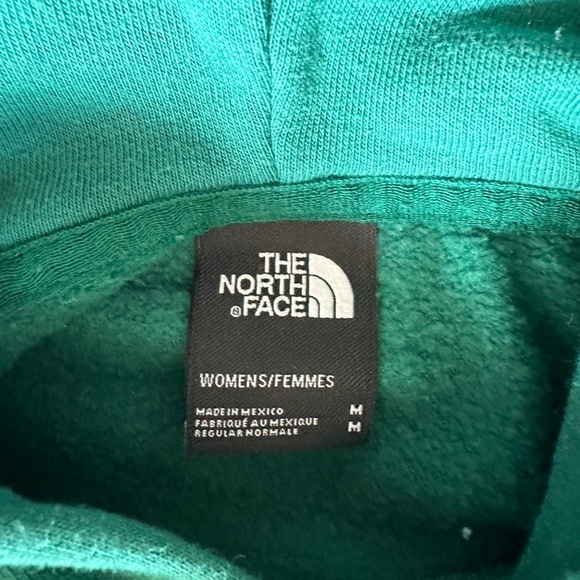 THE
NORTH
FACE
WOMENS/FEMMES
MADE IN MEXICO M
FABRIQUÉ AU MEXIQUE M
REGULAR NORMALE